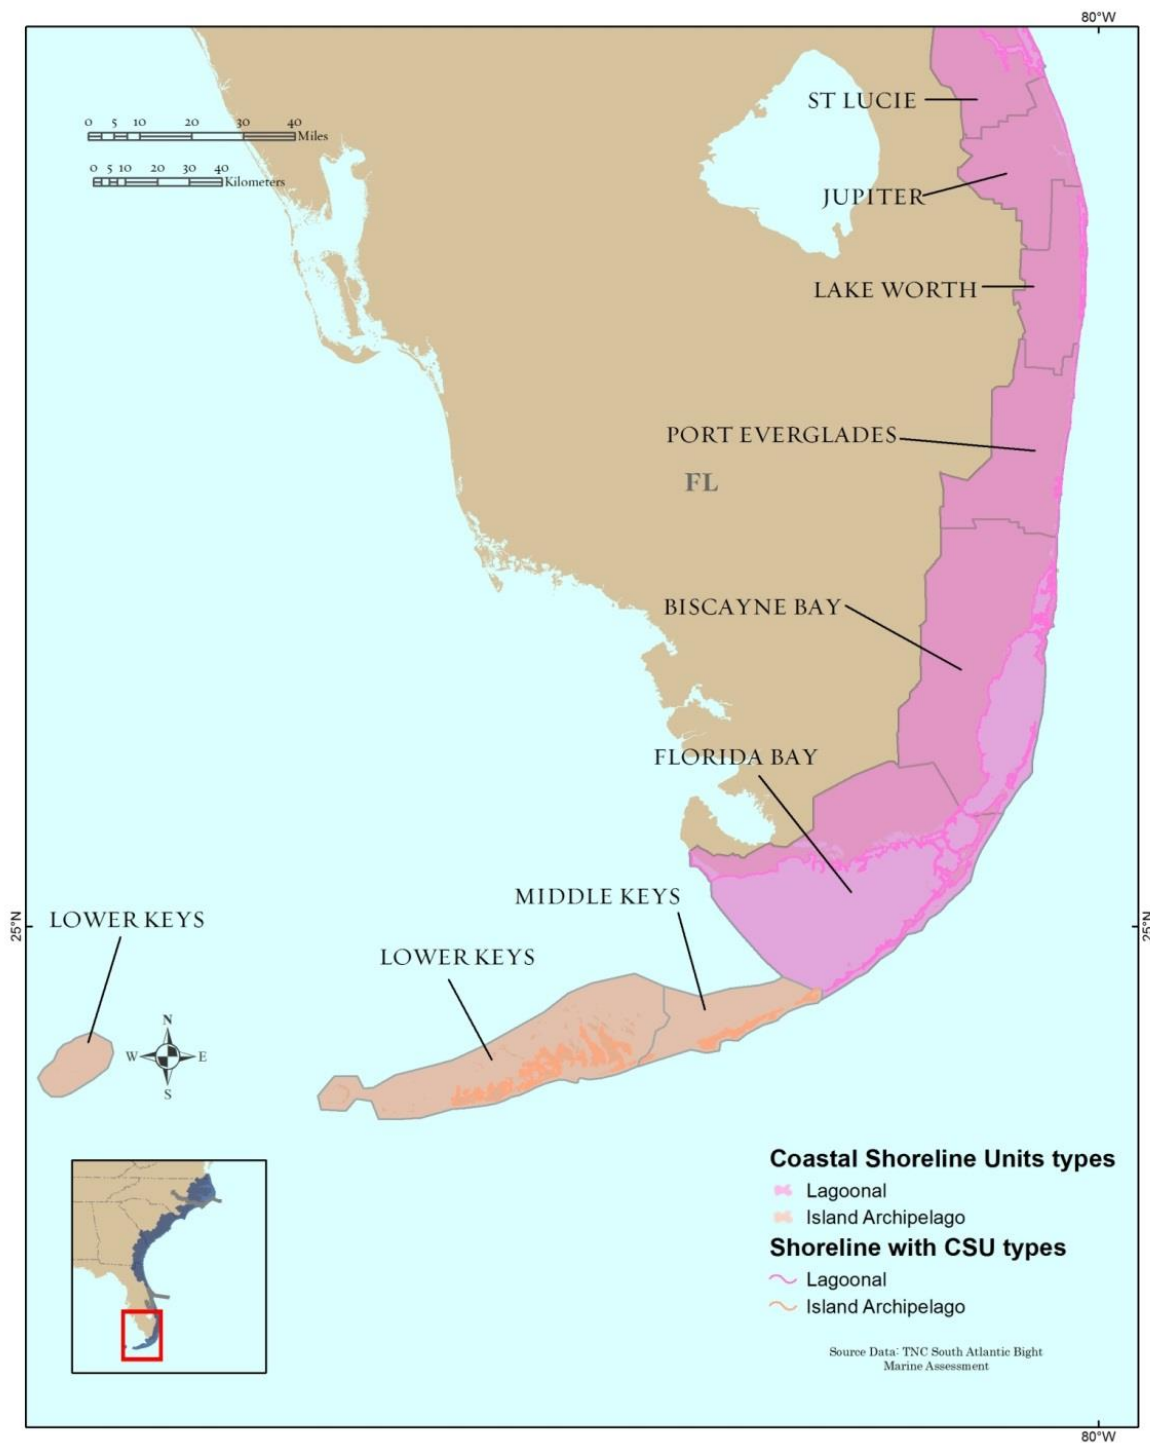 80°W
ST LUCIE
0 5 10 20 30 40
Miles
0 5 10 20 30 40
Kilometers
JUPITER
LAKE WORTH
PORT EVERGLADES
FL
BISCAYNE BAY
FLORIDA BAY
MIDDLE KEYS
LOWER KEYS
25°N
25°N
LOWER KEYS
N
W E
S
Coastal Shoreline Units types
Lagoonal
Island Archipelago
Shoreline with CSU types
Lagoonal
Island Archipelago
Source Data: TNC South Atlantic Bight
Marine Assessment
80°W